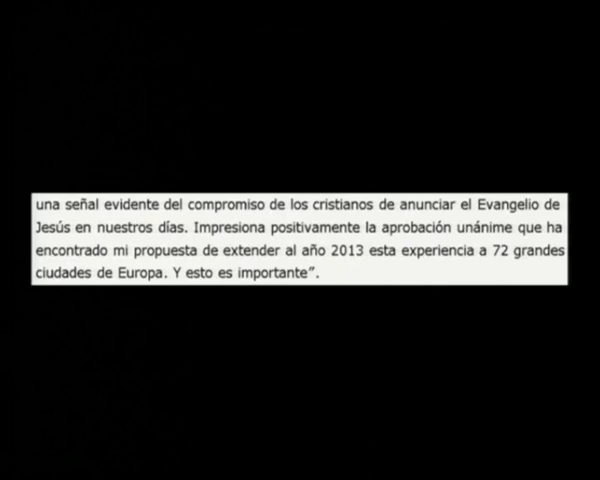 una señal evidente del compromiso de los cristianos de anunciar el Evangelio de
Jesús en nuestros días. Impresiona positivamente la aprobación unánime que ha
encontrado mi propuesta de extender al año 2013 esta experiencia a 72 grandes
ciudades de Europa. Y esto es importante”.